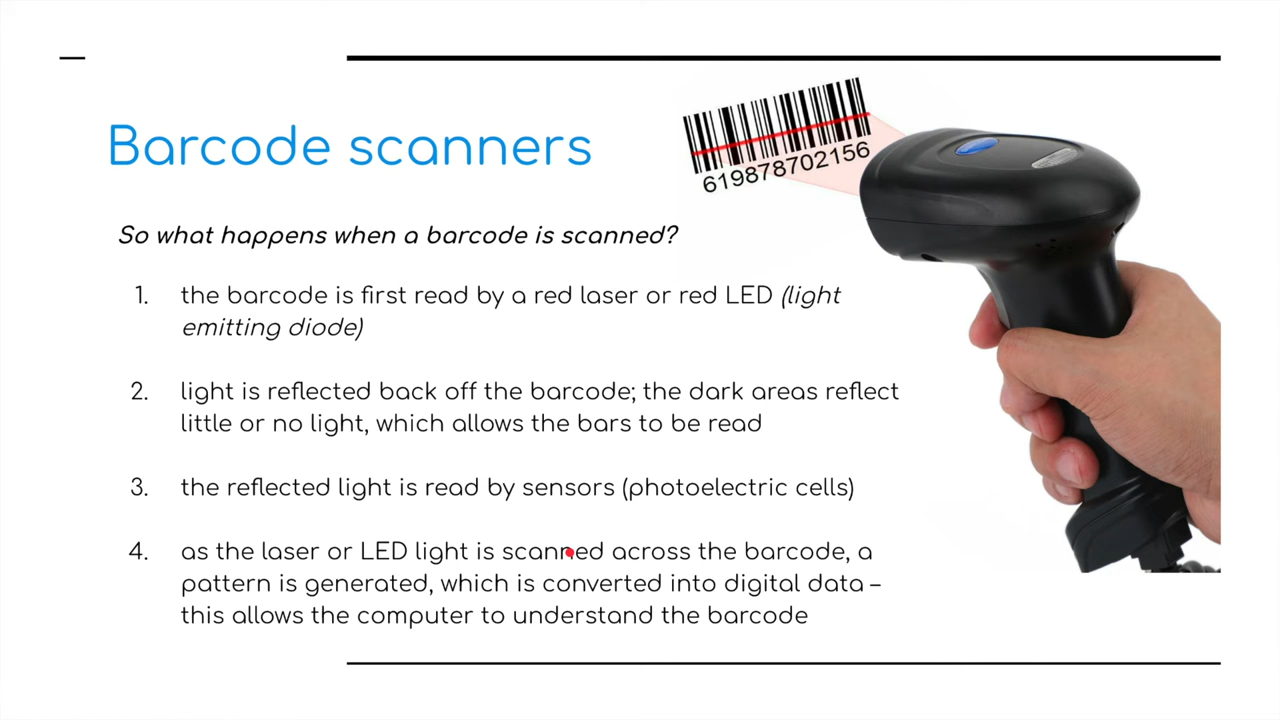 Barcode scanners
619878702156
So what happens when a barcode is scanned?
1. the barcode is first read by a red laser or red LED (light
emitting diode)
2. light is reflected back off the barcode; the dark areas reflect
little or no light, which allows the bars to be read
3. the reflected light is read by sensors (photoelectric cells)
4. as the laser or LED light is scanned across the barcode, a
pattern is generated, which is converted into digital data –
this allows the computer to understand the barcode